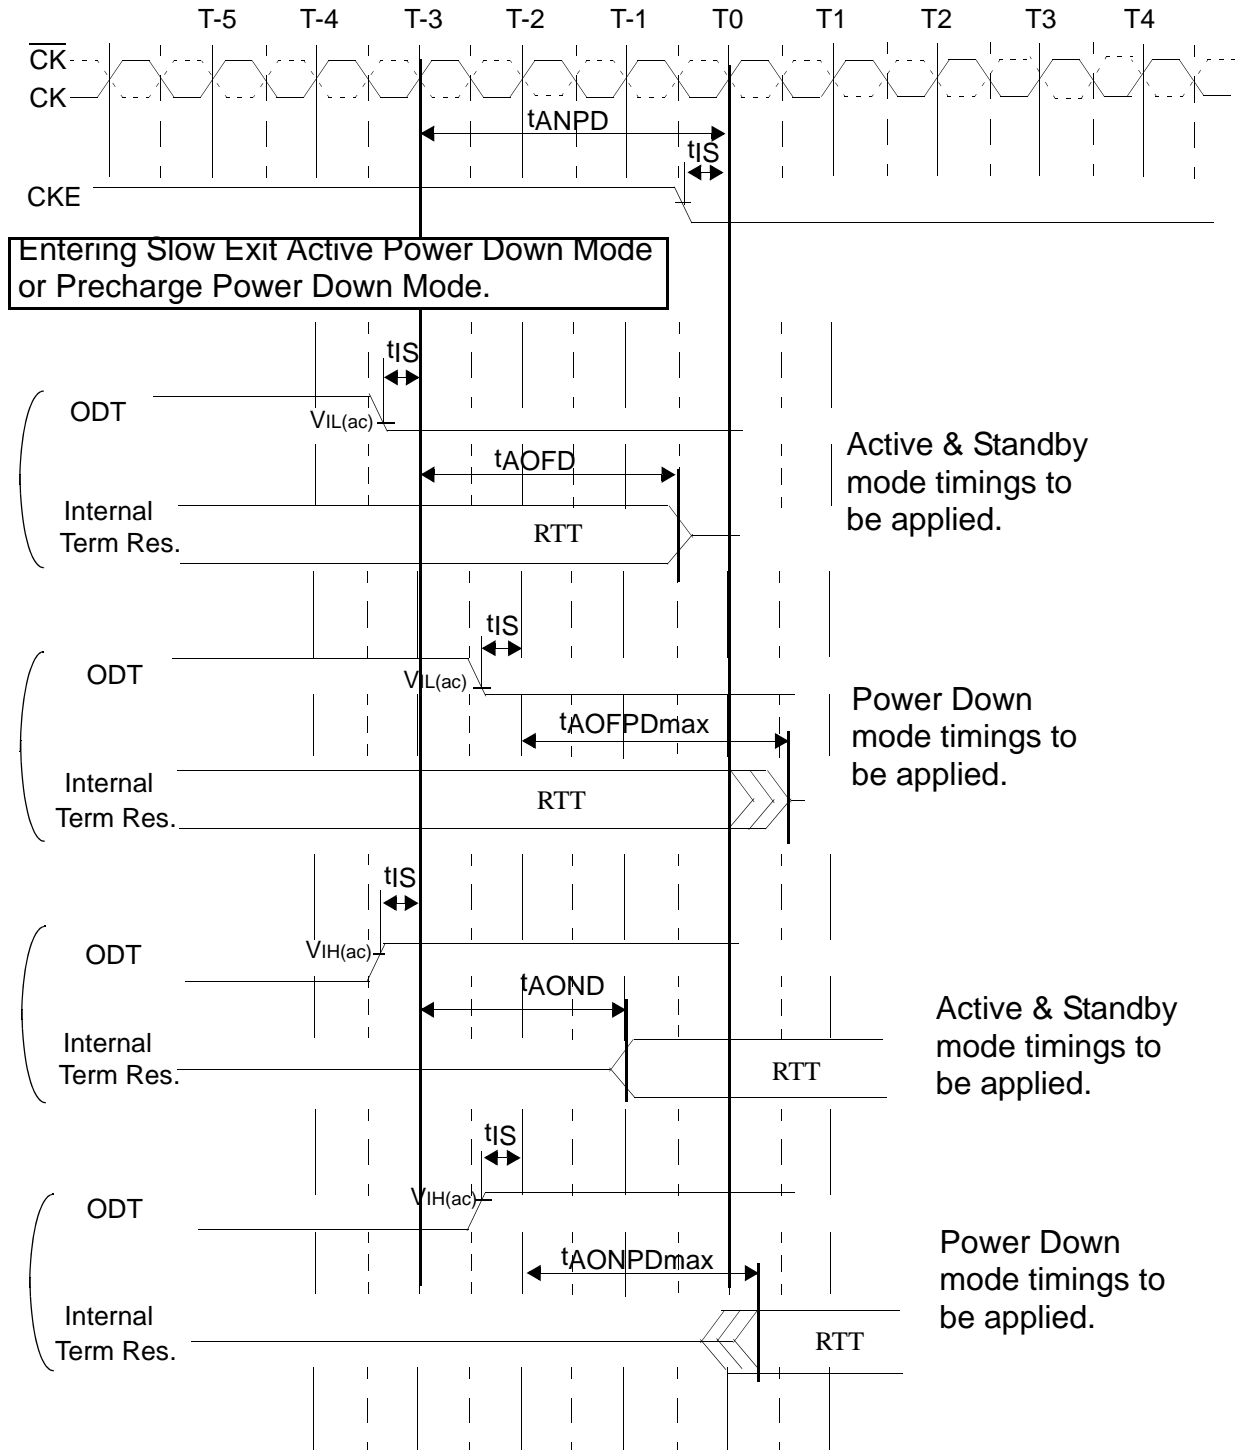 T-5 T-4 T-3 T-2 T-1 T0 T1 T2 T3 T4
CK
CK
tANPD
tIS
CKE
Entering Slow Exit Active Power Down Mode
or Precharge Power Down Mode.
tIS
ODT
VIL(ac)
tAOFD
Internal
Term Res.
RTT
Active & Standby
mode timings to
be applied.
tIS
ODT
VIL(ac)
tAOFPDmax
Internal
Term Res.
RTT
Power Down
mode timings to
be applied.
tIS
ODT
VIH(ac)
tAOND
Internal
Term Res.
RTT
Active & Standby
mode timings to
be applied.
tIS
ODT
VIH(ac)
tAONPDmax
Internal
Term Res.
RTT
Power Down
mode timings to
be applied.